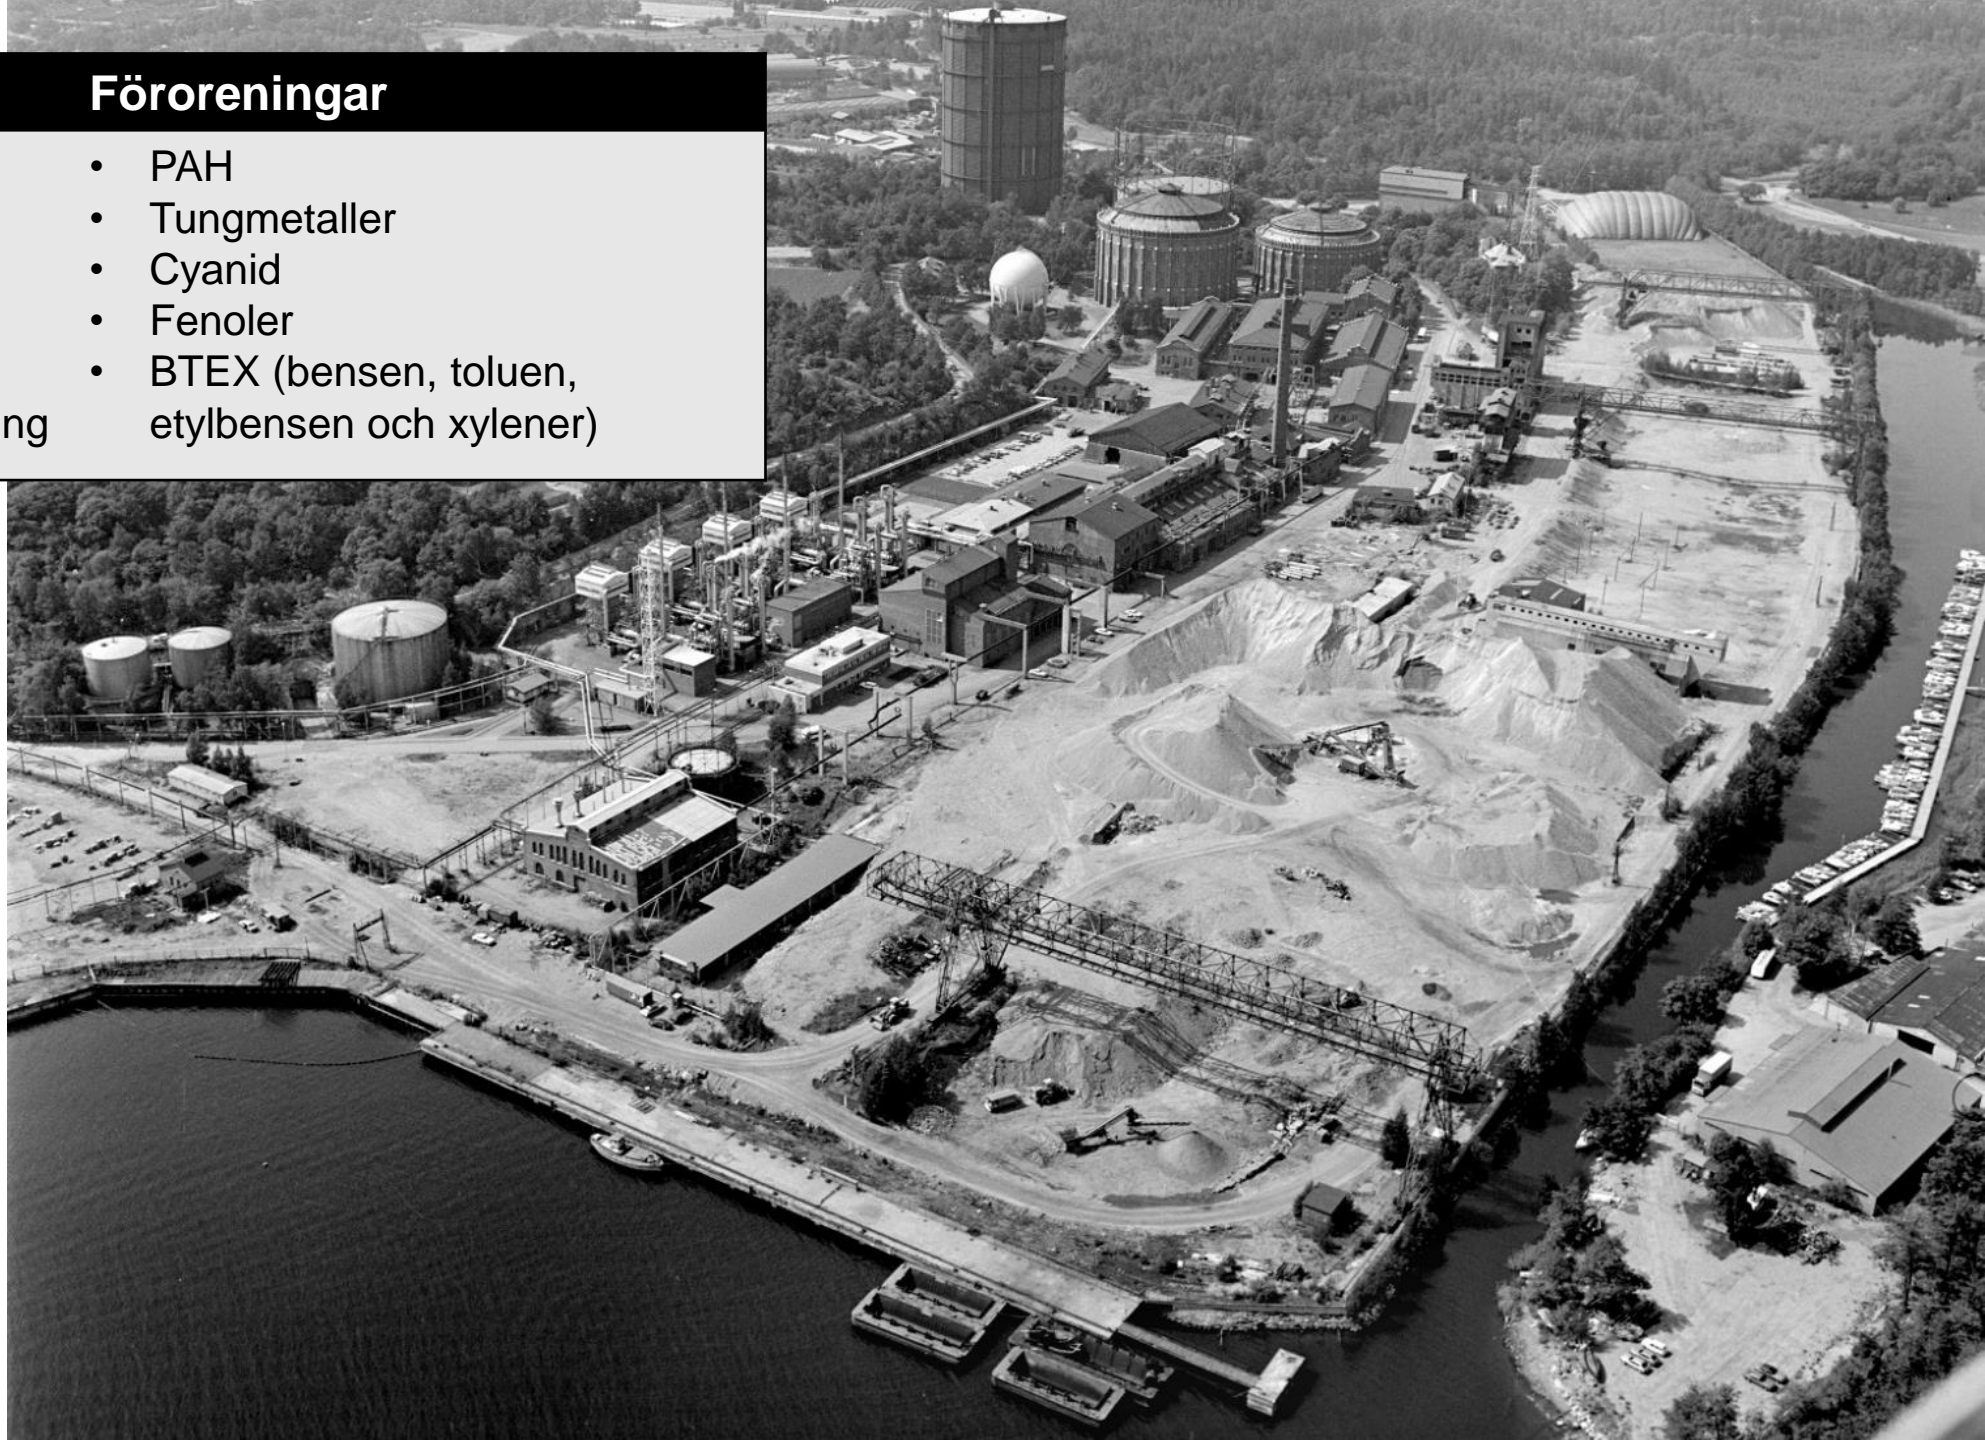 Föroreningar
• PAH
• Tungmetaller
• Cyanid
• Fenoler
• BTEX (bensen, toluen,
ng etylbensen och xylener)